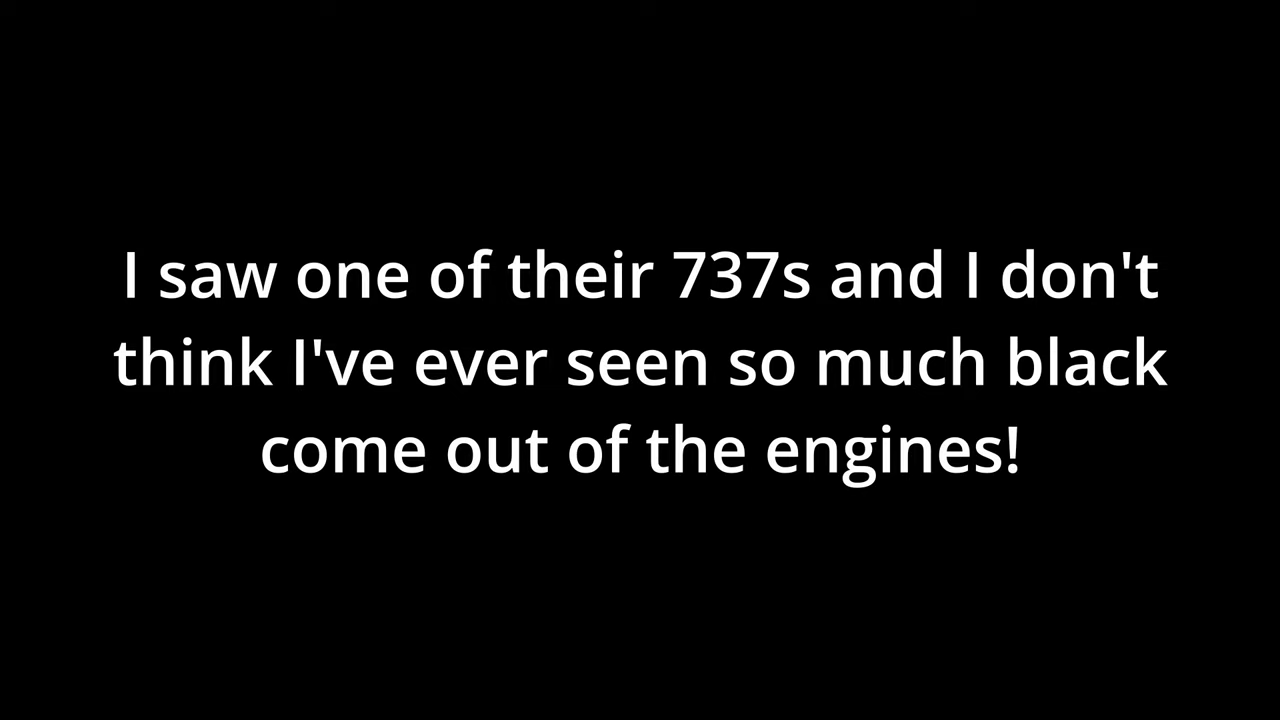 I saw one of their 737s and I don't
think I've ever seen so much black
come out of the engines!